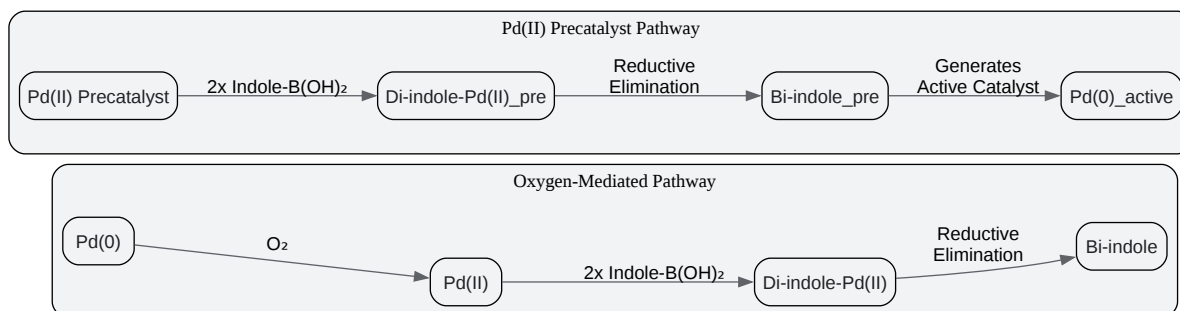 Pd(II) Precatalyst Pathway
Pd(II) Precatalyst
2x Indole-B(OH)₂
Di-indole-Pd(II)_pre
Reductive
Elimination
Bi-indole_pre
Generates
Active Catalyst
Pd(0)_active
Oxygen-Mediated Pathway
Pd(0)
O₂
Pd(II)
2x Indole-B(OH)₂
Di-indole-Pd(II)
Reductive
Elimination
Bi-indole